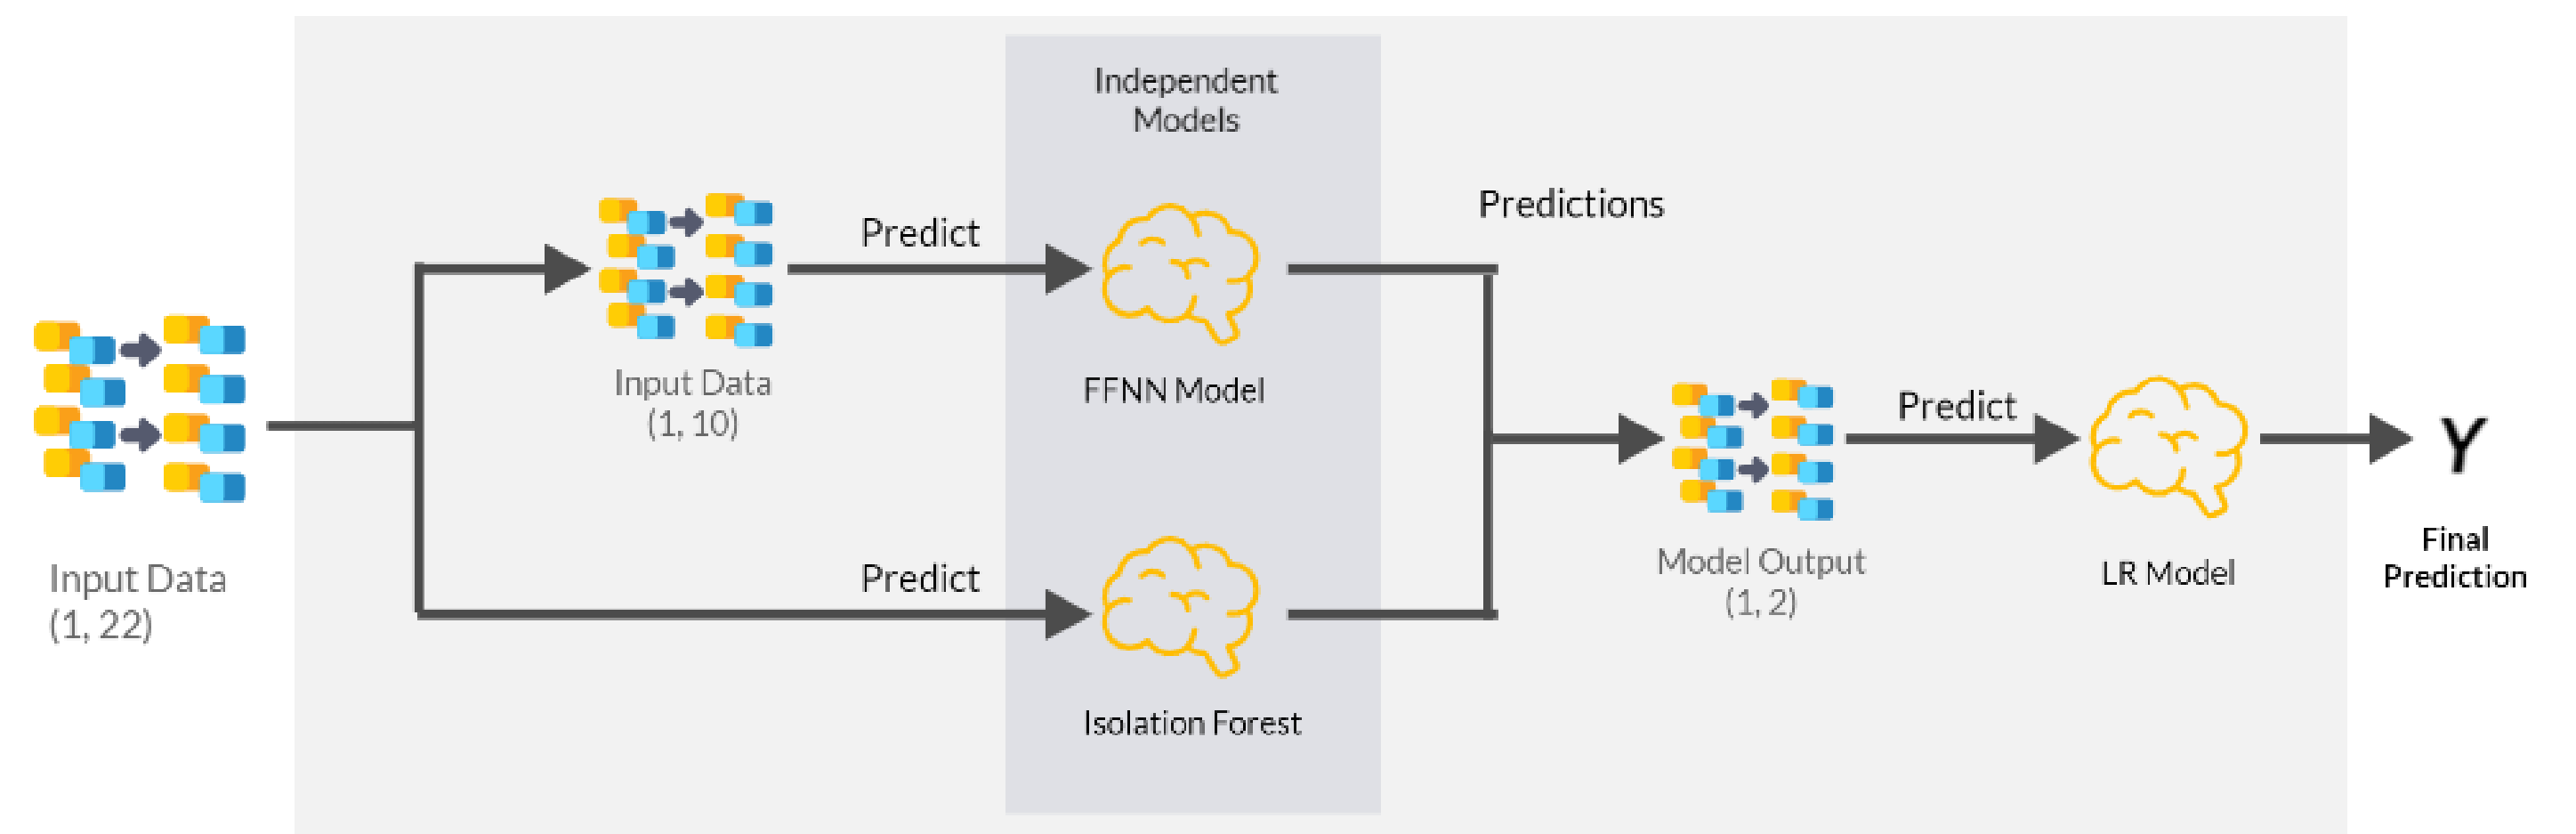 Input Data
(1, 22)
Input Data
(1, 10)
Predict
Predict
Independent
Models
FFNN Model
Isolation Forest
Predictions
Model Output
(1, 2)
Predict
LR Model
Y
Final
Prediction